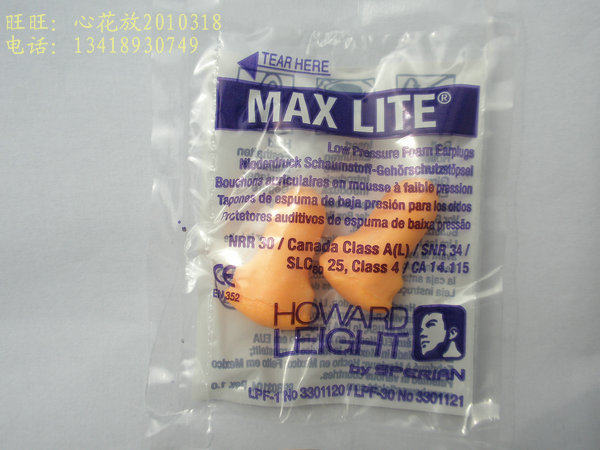 旺旺：心花放2010318
电话：13418930749
TEAR HERE
MAX LITE®
Low Pressure Foam Earplugs
Niederdruck Schaumstoff-Gehörschutzstöpsel
Bouchons auriculaires en mousse à faible pression
Tapones de espuma de baja presión para los oidos
Protetores auditivos de espuma de baixa pressão
NRR 30 / Canada Class A(L) / SNR 34 /
SLC80 25, Class 4 / CA 14.115
CE
EN 352
HOWARD
LEIGHT
by SPERIAN
LPF-1 No 3301120 / LPF-30 No 3301121